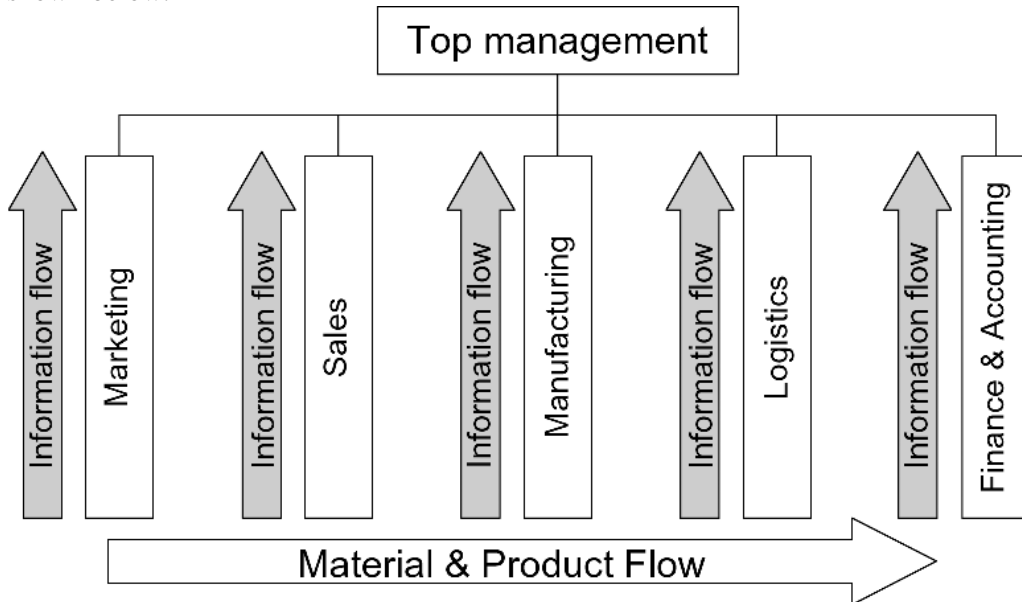 Top management
Information flow
Marketing
Information flow
Sales
Information flow
Manufacturing
Information flow
Logistics
Information flow
Finance & Accounting
Material & Product Flow